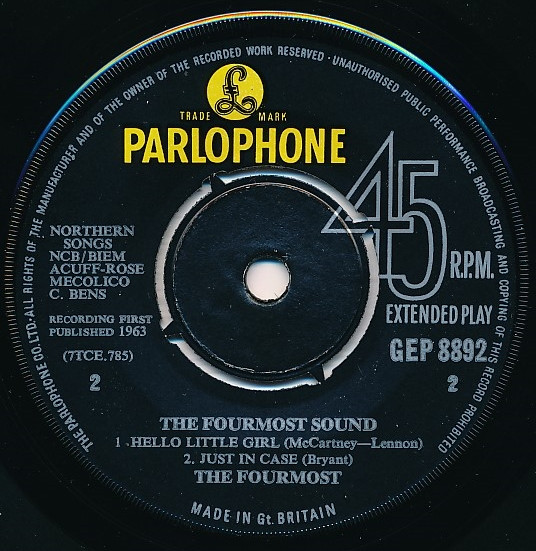 THE PARLOPHONE CO. LTD. · ALL RIGHTS OF THE MANUFACTURER AND OF THE OWNER OF THE RECORDED WORK RESERVED · UNAUTHORISED PUBLIC PERFORMANCE BROADCASTING AND COPYING OF THIS RECORD PROHIBITED
£
TRADE MARK
PARLOPHONE
45
R.P.M.
EXTENDED PLAY
GEP 8892
2
NORTHERN
SONGS
NCB/BIEM
ACUFF-ROSE
MECOLICO
C. BENS
RECORDING FIRST
PUBLISHED 1963
(7TCE.785)
2
THE FOURMOST SOUND
1. HELLO LITTLE GIRL (McCartney—Lennon)
2. JUST IN CASE (Bryant)
THE FOURMOST
MADE IN Gt. BRITAIN